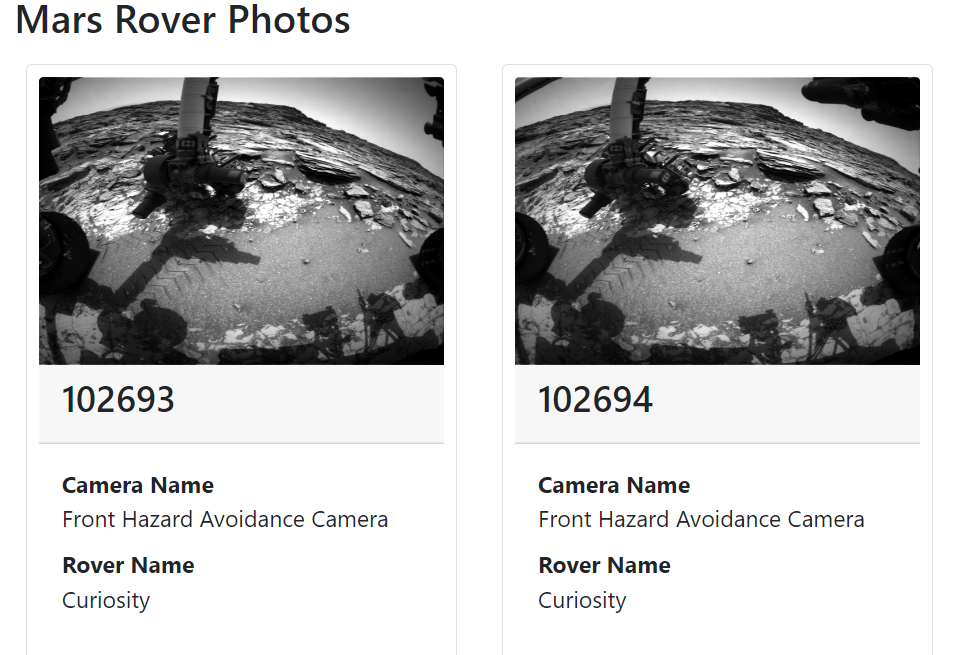 Mars Rover Photos
102693
Camera Name
Front Hazard Avoidance Camera
Rover Name
Curiosity
102694
Camera Name
Front Hazard Avoidance Camera
Rover Name
Curiosity